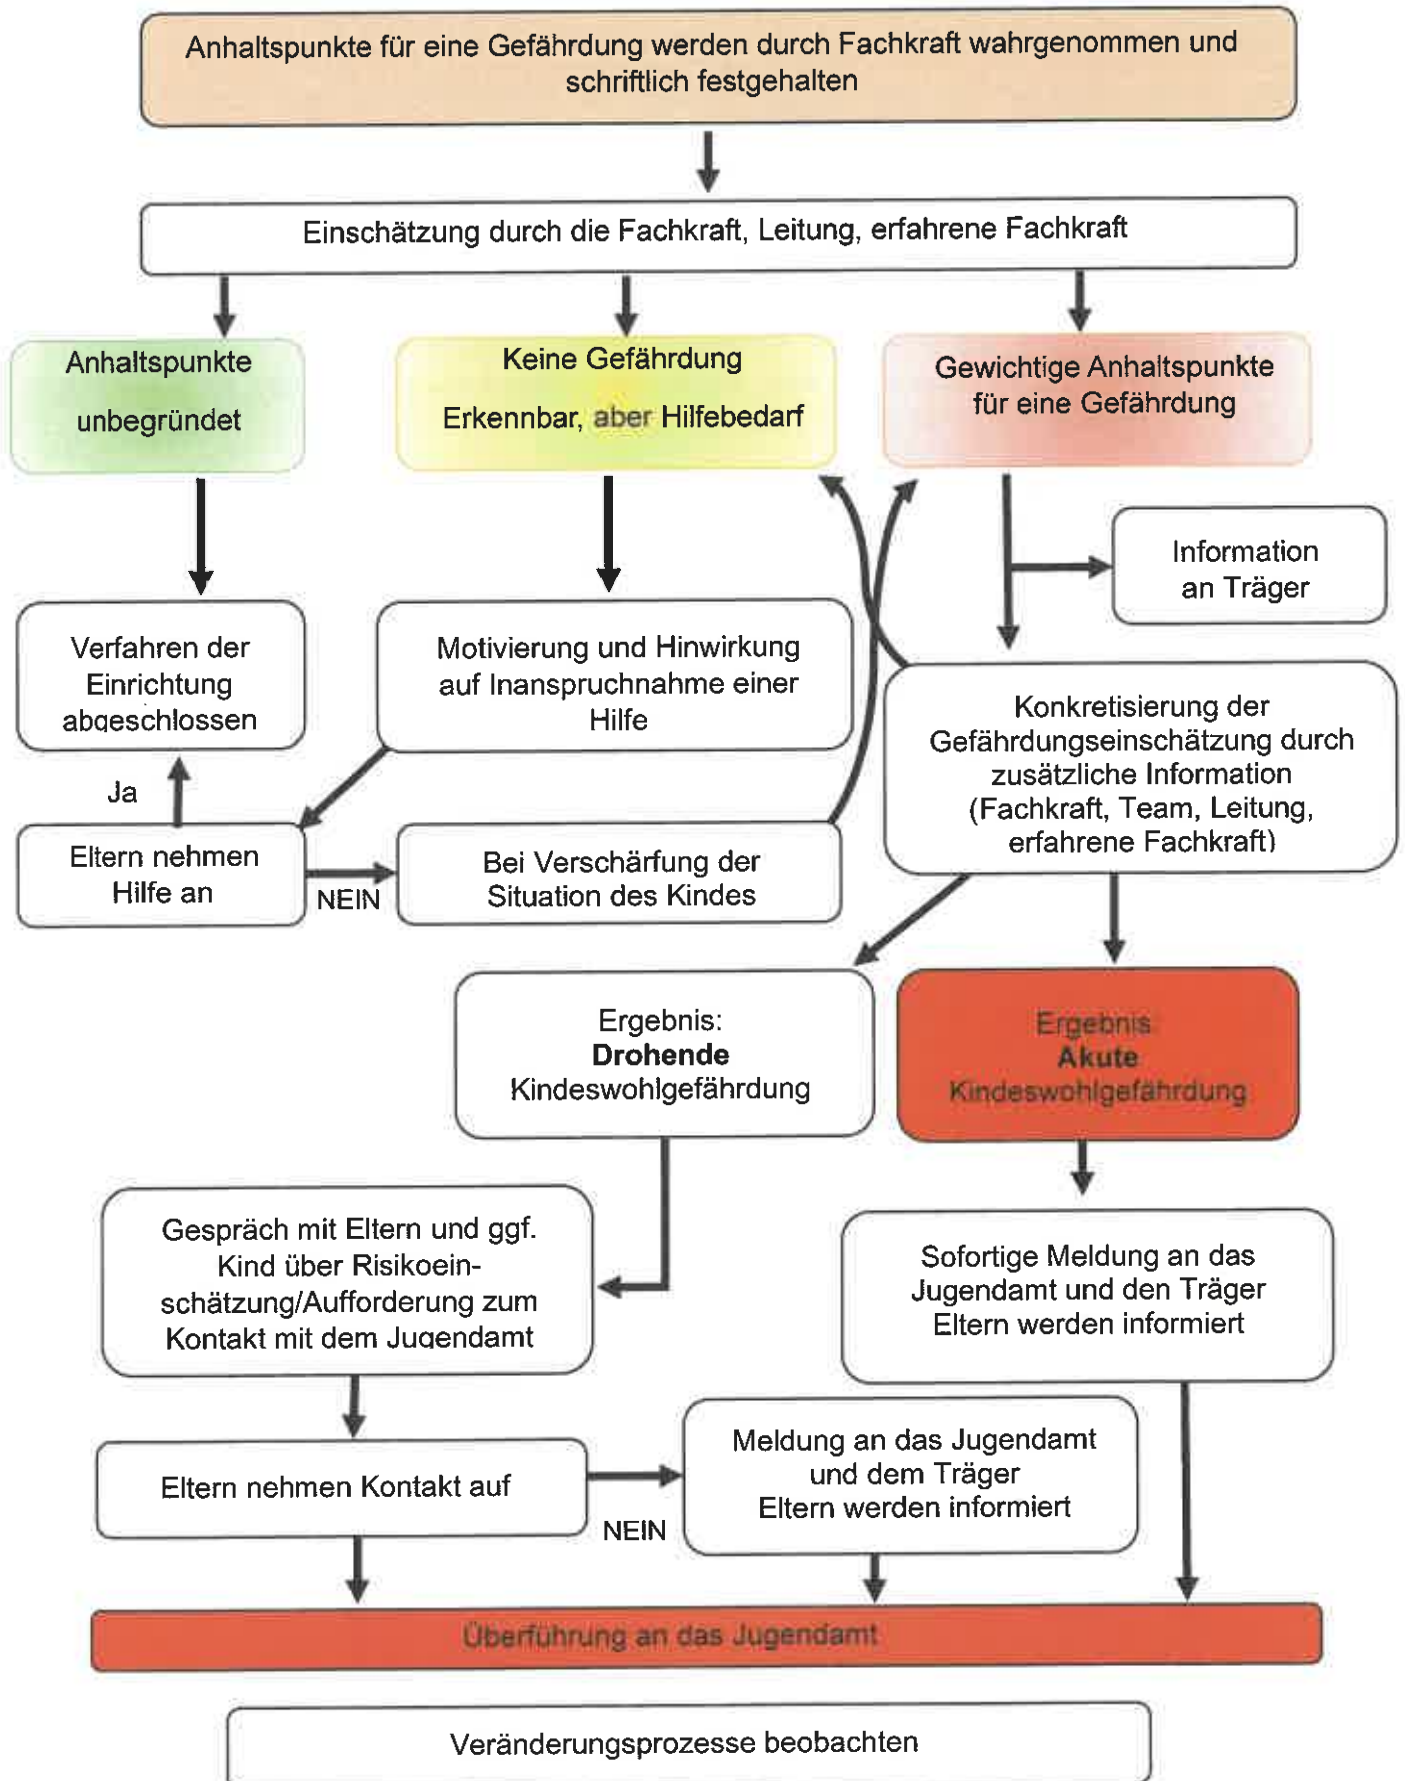 Anhaltspunkte für eine Gefährdung werden durch Fachkraft wahrgenommen und
schriftlich festgehalten
Einschätzung durch die Fachkraft, Leitung, erfahrene Fachkraft
Anhaltspunkte
unbegründet
Keine Gefährdung
Erkennbar, aber Hilfebedarf
Gewichtige Anhaltspunkte
für eine Gefährdung
Information
an Träger
Verfahren der
Einrichtung
abgeschlossen
Motivierung und Hinwirkung
auf Inanspruchnahme einer
Hilfe
Konkretisierung der
Gefährdungseinschätzung durch
zusätzliche Information
(Fachkraft, Team, Leitung,
erfahrene Fachkraft)
Ja
Eltern nehmen
Hilfe an
NEIN
Bei Verschärfung der
Situation des Kindes
Ergebnis:
Drohende
Kindeswohlgefährdung
Ergebnis:
Akute
Kindeswohlgefährdung
Gespräch mit Eltern und ggf.
Kind über Risikoein-
schätzung/Aufforderung zum
Kontakt mit dem Jugendamt
Sofortige Meldung an das
Jugendamt und den Träger
Eltern werden informiert
Eltern nehmen Kontakt auf
NEIN
Meldung an das Jugendamt
und dem Träger
Eltern werden informiert
Überführung an das Jugendamt
Veränderungsprozesse beobachten